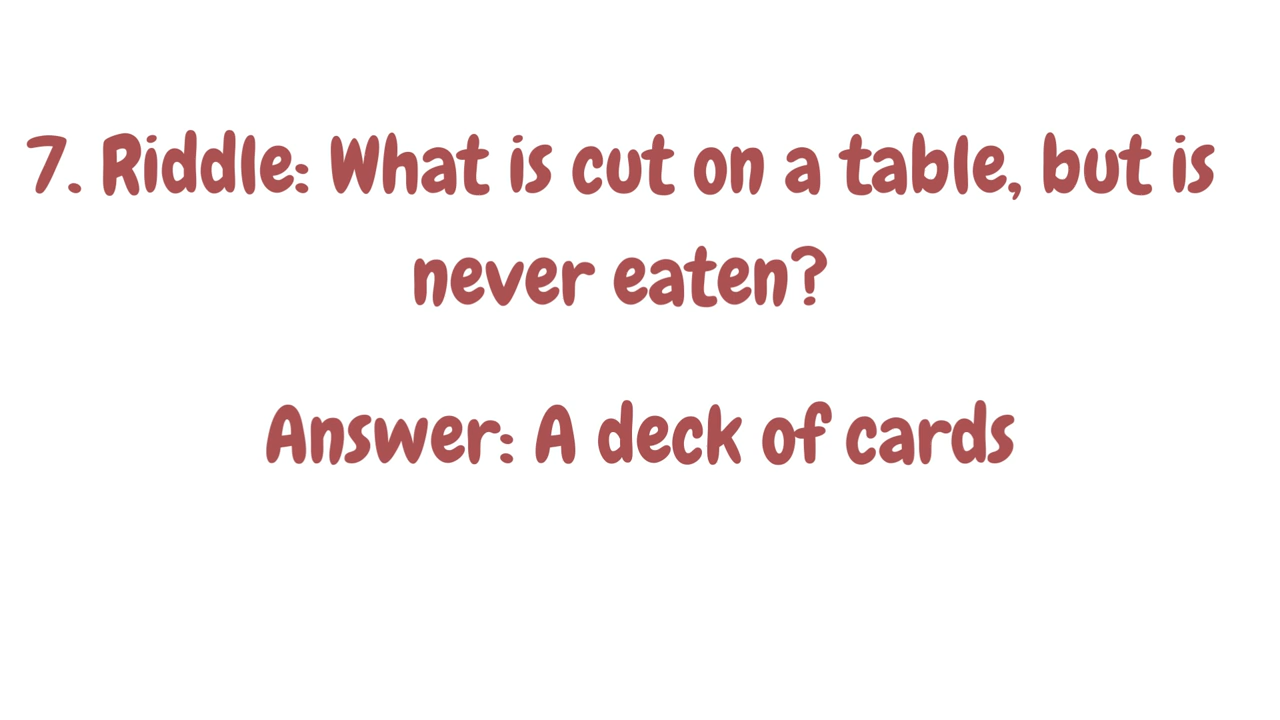 7. Riddle: What is cut on a table, but is
never eaten?
Answer: A deck of cards